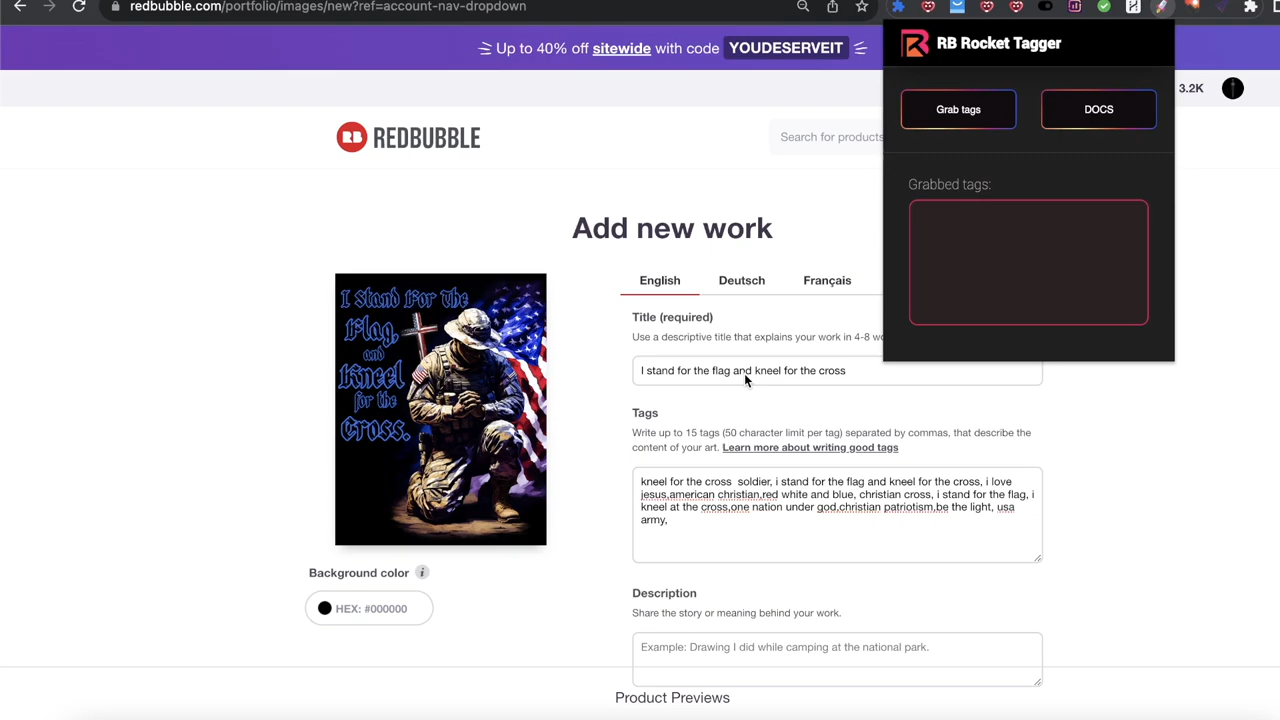 redbubble.com/portfolio/images/new?ref=account-nav-dropdown
Up to 40% off sitewide with code YOUDESERVEIT
RB Rocket Tagger
Grab tags
DOCS
3.2K
RB REDBUBBLE
Search for products
Grabbed tags:
Add new work
English
Deutsch
Français
I Stand For The
Flag,
and
Kneel
for the
Cross.
Title (required)
Use a descriptive title that explains your work in 4-8
I stand for the flag and kneel for the cross
Tags
Write up to 15 tags (50 character limit per tag) separated by commas, that describe the
content of your art. Learn more about writing good tags
kneel for the cross  soldier, i stand for the flag and kneel for the cross, i love
jesus,american christian,red white and blue, christian cross, i stand for the flag, i
kneel at the cross,one nation under god,christian patriotism,be the light, usa
army,
Background color i
HEX: #000000
Description
Share the story or meaning behind your work.
Example: Drawing I did while camping at the national park.
Product Previews